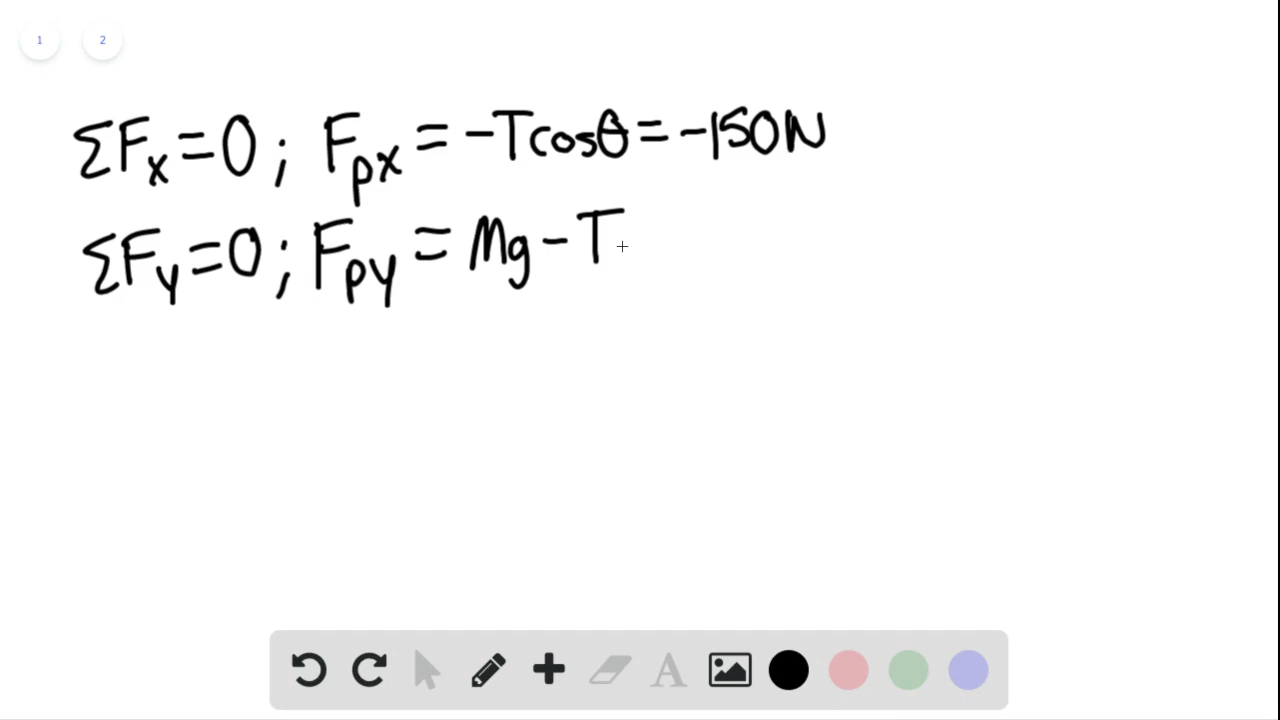 1 2
ΣFx = 0 ; Fpx = -Tcosθ = -150N
ΣFy = 0 ; Fpy = Mg - T
A